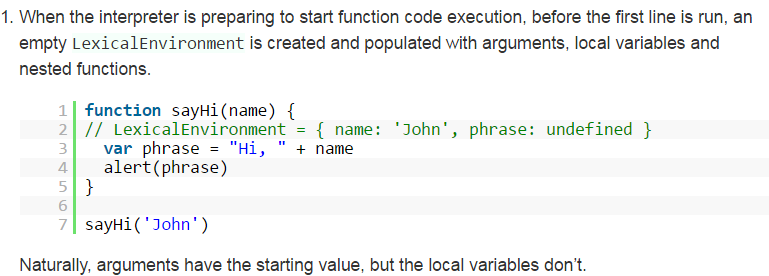 1. When the interpreter is preparing to start function code execution, before the first line is run, an
empty LexicalEnvironment is created and populated with arguments, local variables and
nested functions.
1 function sayHi(name) {
2 // LexicalEnvironment = { name: 'John', phrase: undefined }
3   var phrase = "Hi, " + name
4   alert(phrase)
5 }
6
7 sayHi('John')
Naturally, arguments have the starting value, but the local variables don’t.